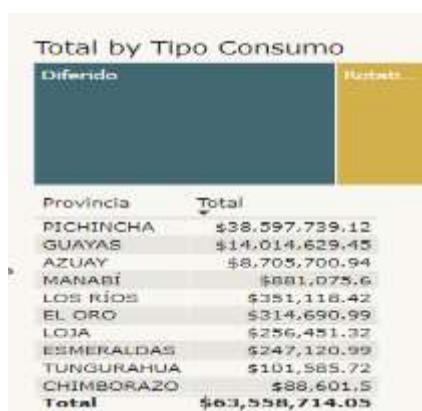 Total by Tipo Consumo
Diferido Rotati...
Provincia Total
PICHINCHA $38,597,739.12
GUAYAS $14,014,629.45
AZUAY $8,705,700.94
MANABÍ $881,075.6
LOS RÍOS $351,118.42
EL ORO $314,690.99
LOJA $256,451.32
ESMERALDAS $247,120.99
TUNGURAHUA $101,585.72
CHIMBORAZO $88,601.5
Total $63,558,714.05